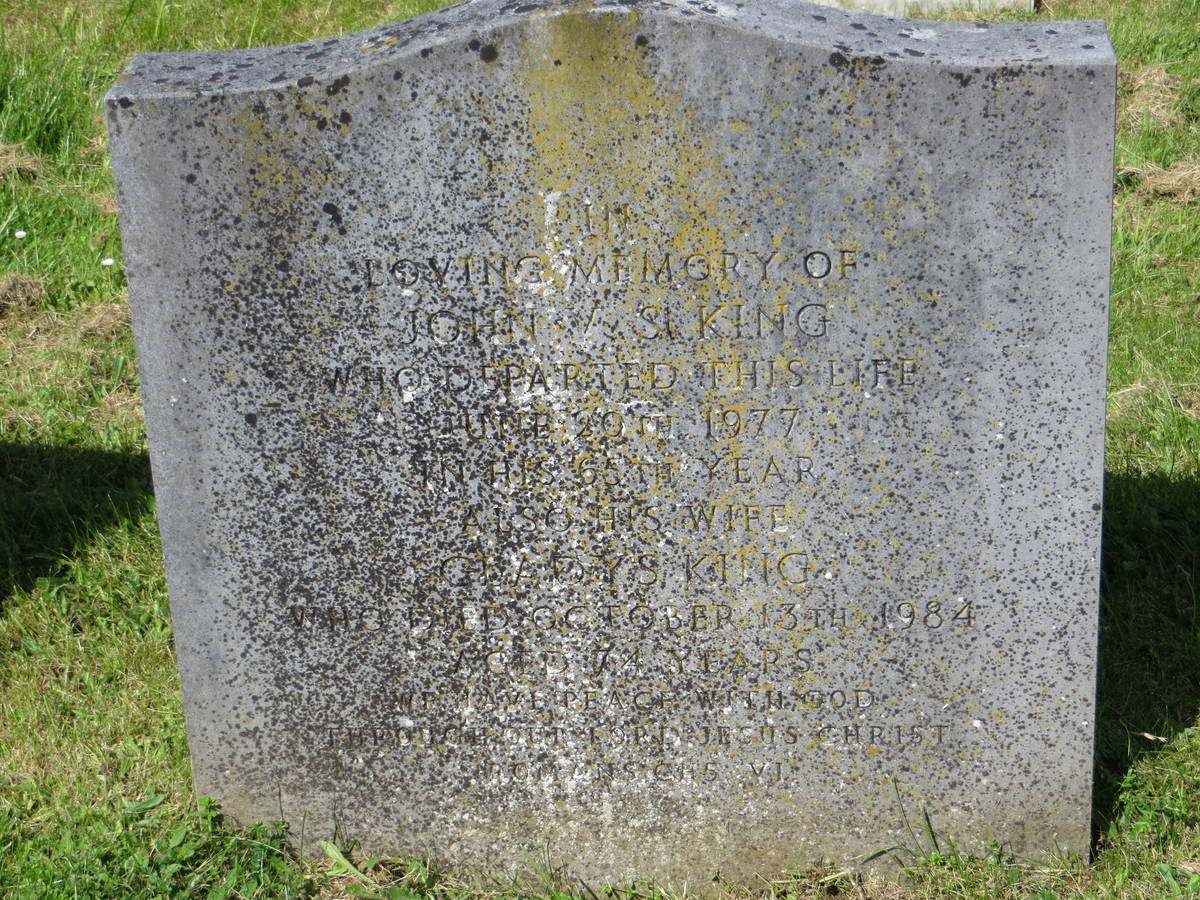 IN
LOVING MEMORY OF
JOHN V. S. KING
WHO DEPARTED THIS LIFE
JUNE 29TH 1977
IN HIS 65TH YEAR
ALSO HIS WIFE
GLADYS KING
WHO DIED OCTOBER 13TH 1984
AGED 74 YEARS
WE HAVE PEACE WITH GOD
THROUGH OUR LORD JESUS CHRIST
ROMANS CH5 V1